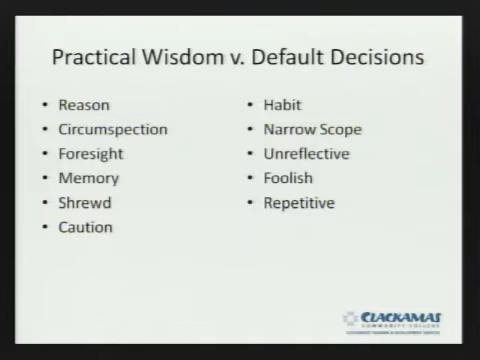 Practical Wisdom v. Default Decisions
• Reason
• Circumspection
• Foresight
• Memory
• Shrewd
• Caution
• Habit
• Narrow Scope
• Unreflective
• Foolish
• Repetitive
CLACKAMAS
COMMUNITY COLLEGE